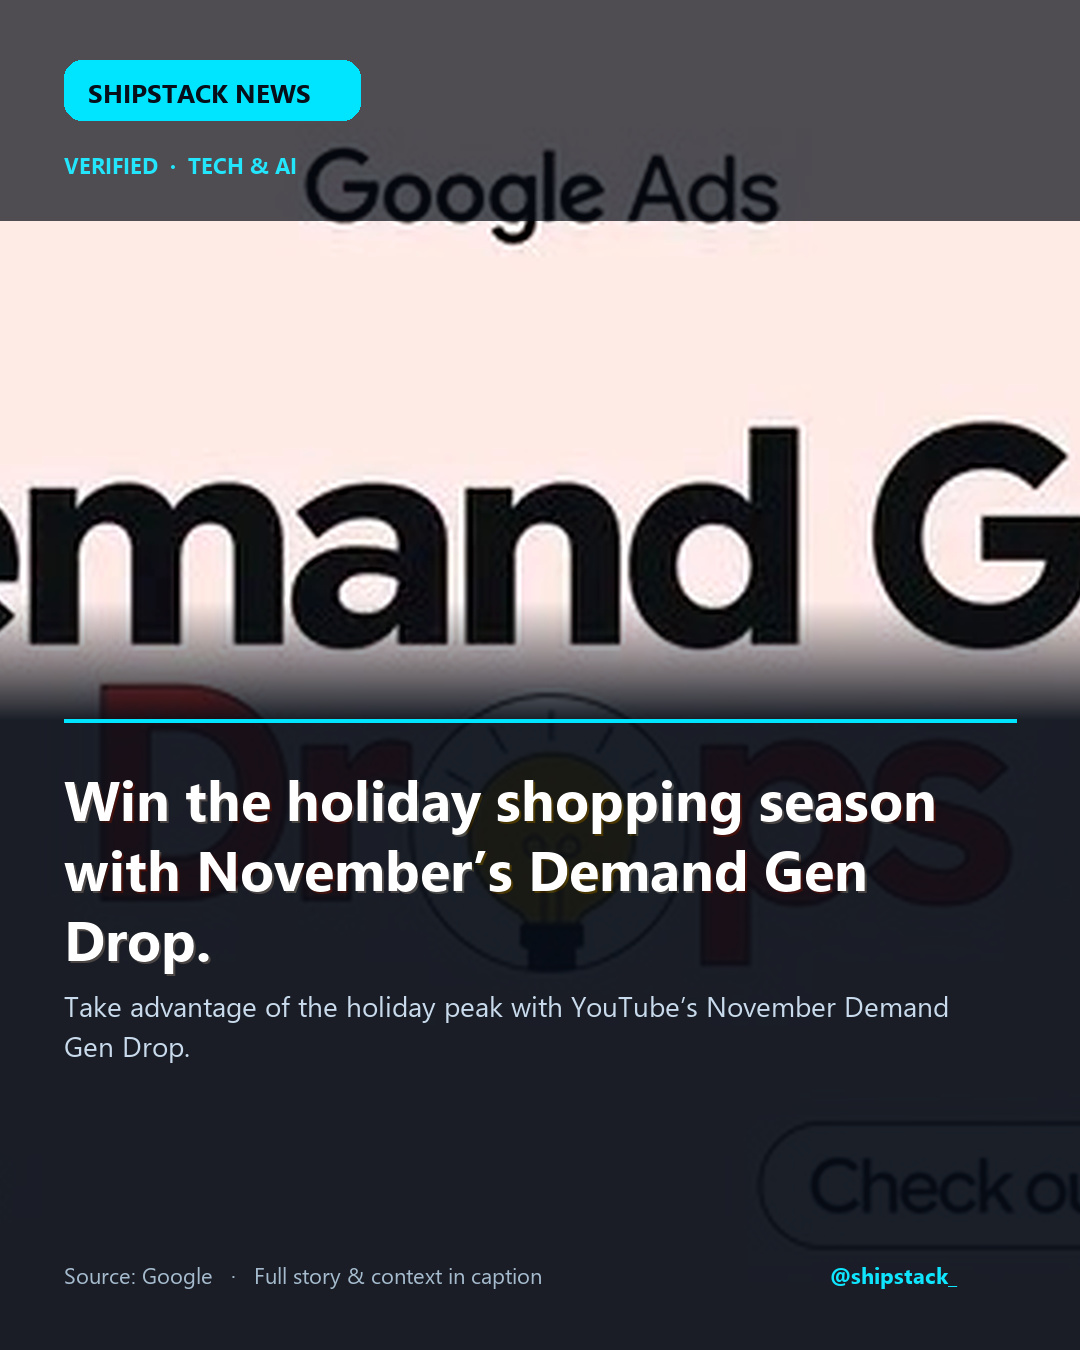 SHIPSTACK NEWS
VERIFIED · TECH & AI
Google Ads
emand G
Drops
Win the holiday shopping season
with November’s Demand Gen
Drop.
Take advantage of the holiday peak with YouTube’s November Demand
Gen Drop.
Check ou
Source: Google · Full story & context in caption
@shipstack_